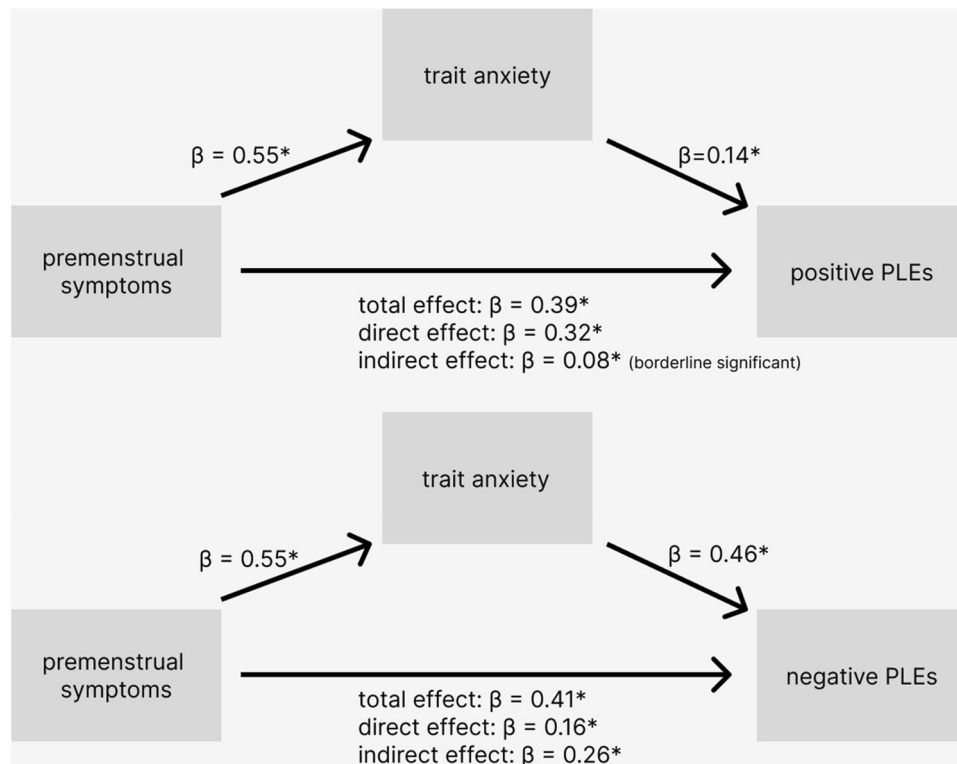 trait anxiety
β = 0.55*
β=0.14*
premenstrual
symptoms
positive PLEs
total effect: β = 0.39*
direct effect: β = 0.32*
indirect effect: β = 0.08* (borderline significant)
trait anxiety
β = 0.55*
β = 0.46*
premenstrual
symptoms
negative PLEs
total effect: β = 0.41*
direct effect: β = 0.16*
indirect effect: β = 0.26*